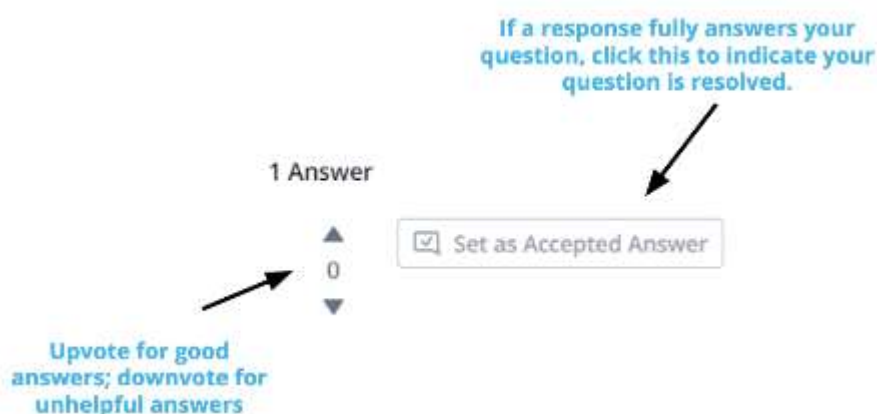 If a response fully answers your
question, click this to indicate your
question is resolved.
1 Answer
Set as Accepted Answer
0
Upvote for good
answers; downvote for
unhelpful answers